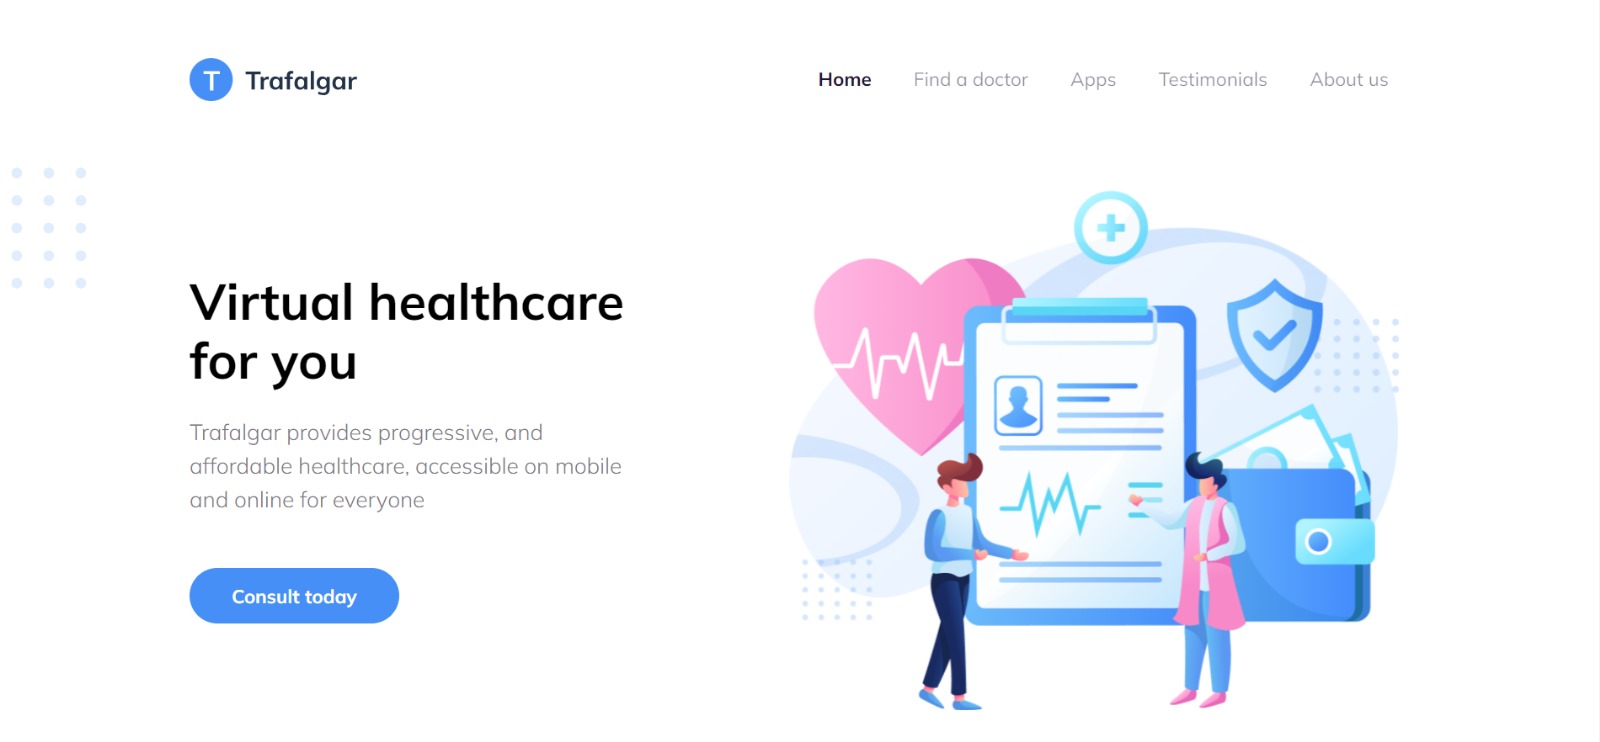 T Trafalgar
Home Find a doctor Apps Testimonials About us
Virtual healthcare
for you
Trafalgar provides progressive, and
affordable healthcare, accessible on mobile
and online for everyone
Consult today